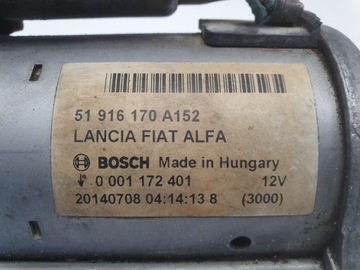 51 916 170 A152
LANCIA FIAT ALFA
BOSCH Made in Hungary
0 001 172 401 12V
20140708 04:14:13 8 (3000)